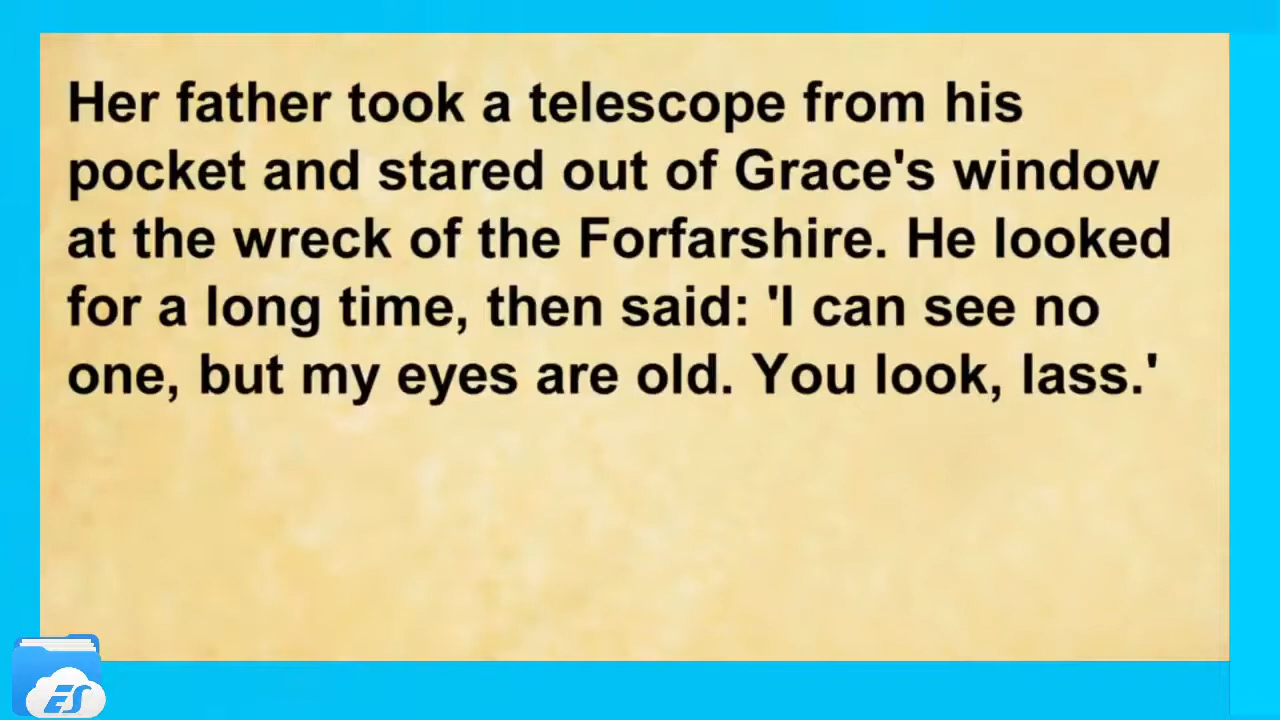 Her father took a telescope from his
pocket and stared out of Grace's window
at the wreck of the Forfarshire. He looked
for a long time, then said: 'I can see no
one, but my eyes are old. You look, lass.'
ES